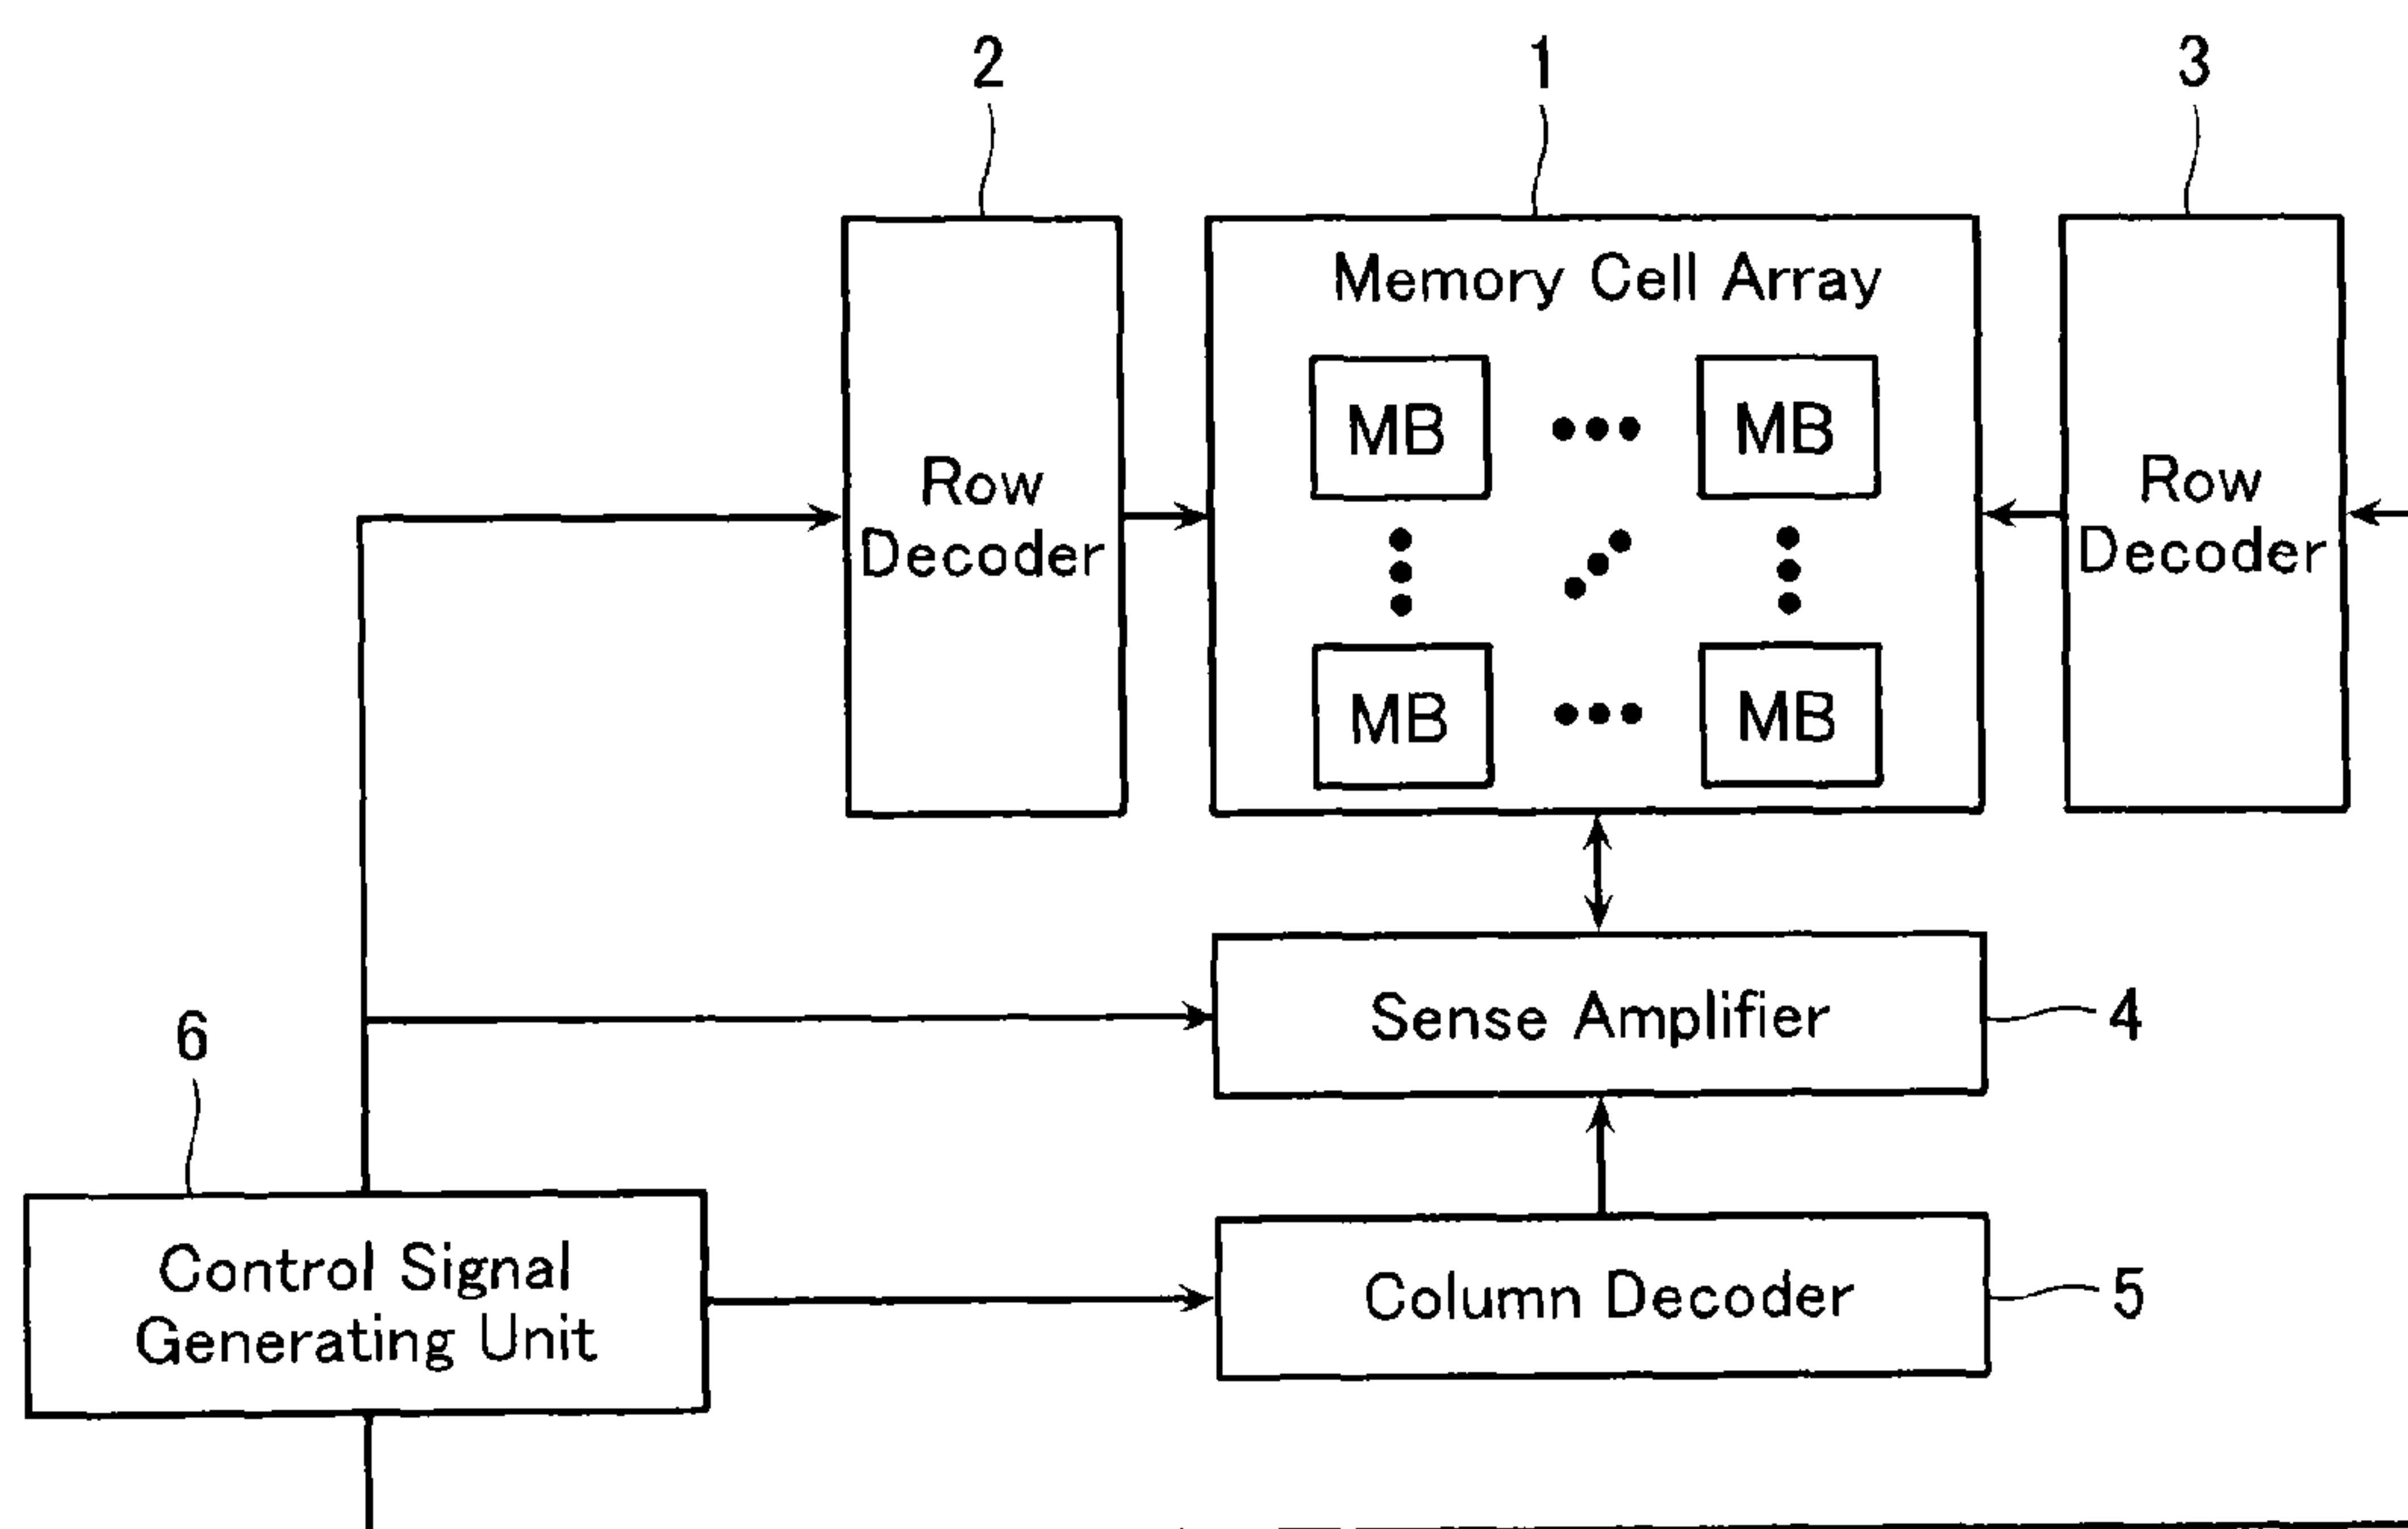 2
1
3
Memory Cell Array
MB ••• MB
Row
Decoder
Row
Decoder
MB ••• MB
Sense Amplifier
4
6
Control Signal
Generating Unit
Column Decoder
5